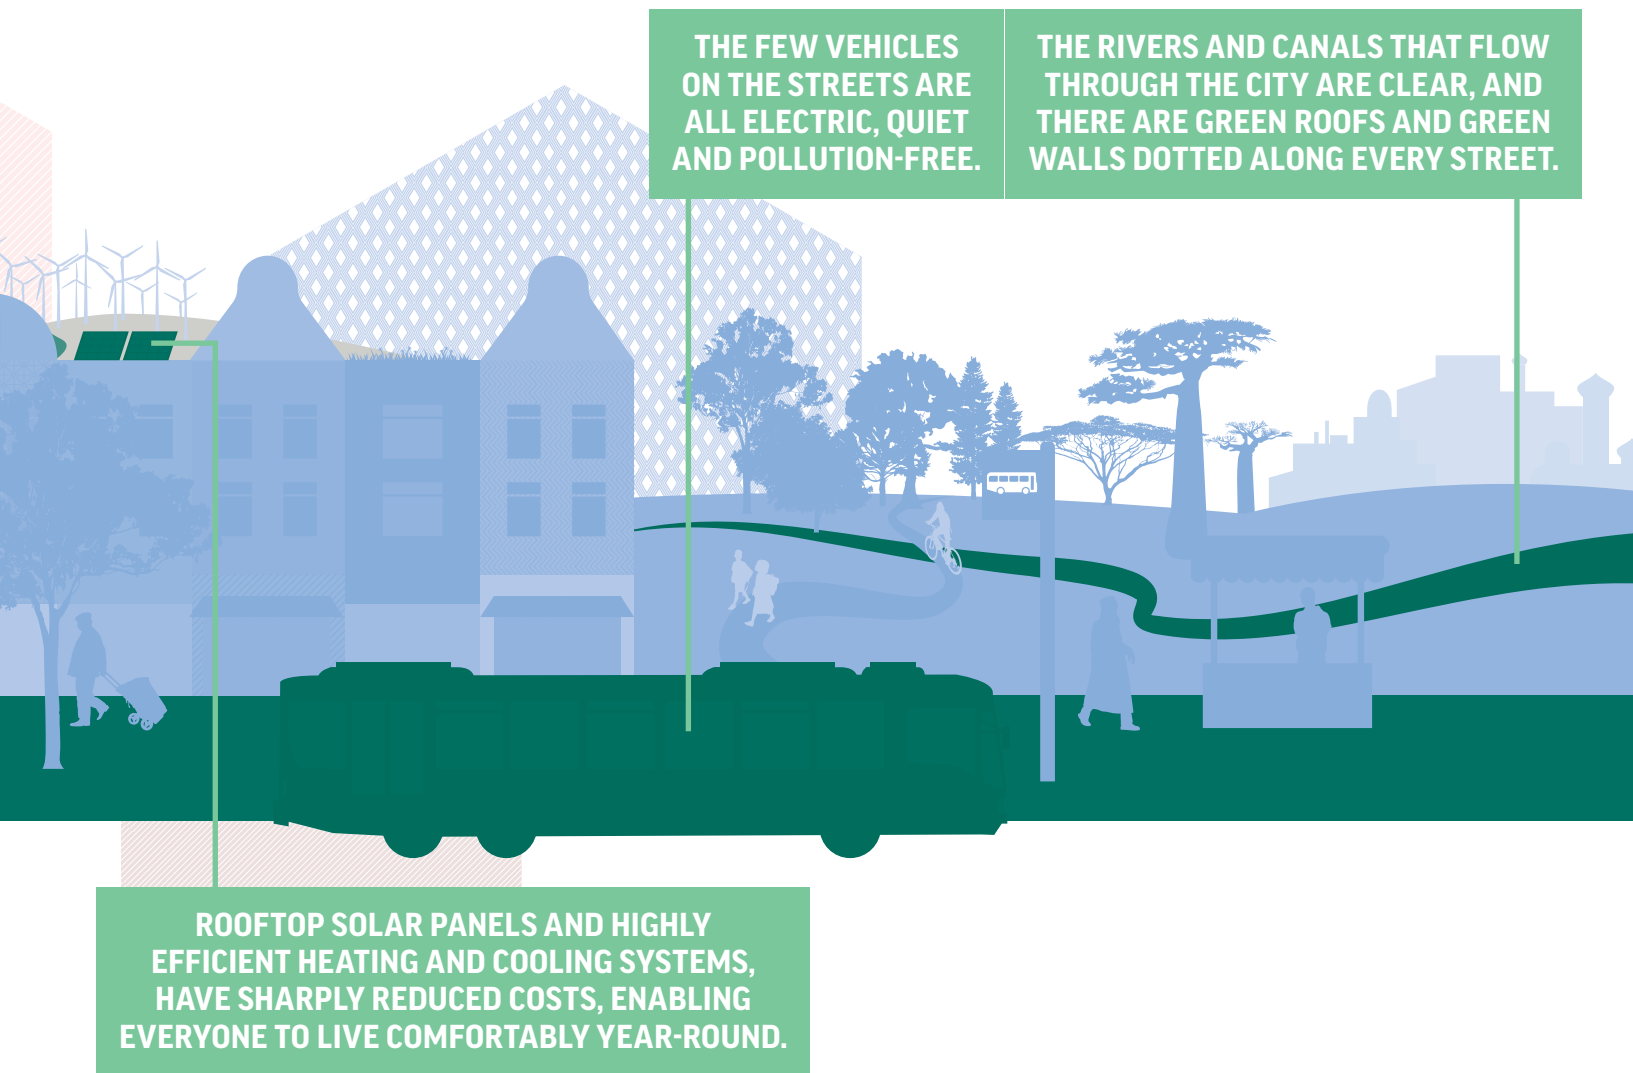 THE FEW VEHICLES
ON THE STREETS ARE
ALL ELECTRIC, QUIET
AND POLLUTION-FREE.
THE RIVERS AND CANALS THAT FLOW
THROUGH THE CITY ARE CLEAR, AND
THERE ARE GREEN ROOFS AND GREEN
WALLS DOTTED ALONG EVERY STREET.
ROOFTOP SOLAR PANELS AND HIGHLY
EFFICIENT HEATING AND COOLING SYSTEMS,
HAVE SHARPLY REDUCED COSTS, ENABLING
EVERYONE TO LIVE COMFORTABLY YEAR-ROUND.